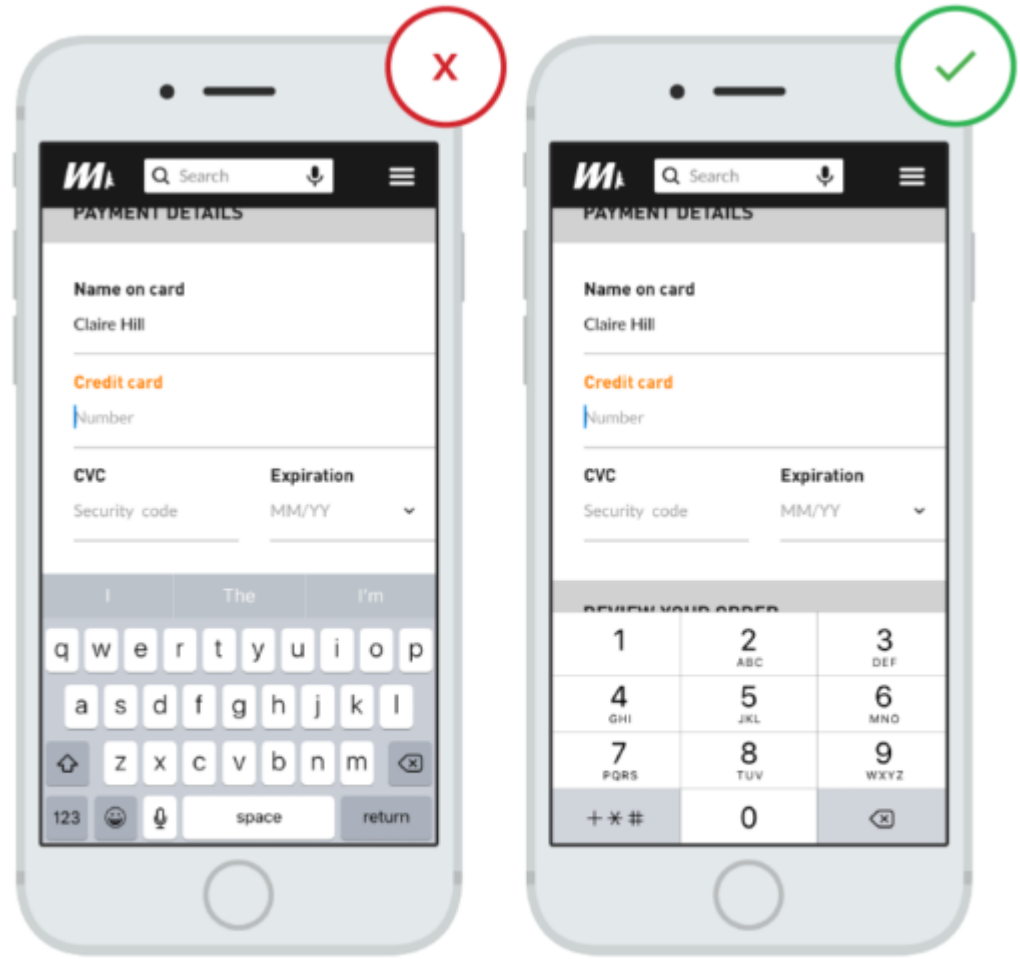 x
Search
PAYMENT DETAILS
Name on card
Claire Hill
Credit card
Number
CVC
Expiration
Security code
MM/YY
I
The
I'm
q w e r t y u i o p
a s d f g h j k l
z x c v b n m
123
space
return
Search
PAYMENT DETAILS
Name on card
Claire Hill
Credit card
Number
CVC
Expiration
Security code
MM/YY
REVIEW YOUR ORDER
1
2
3
ABC
DEF
4
5
6
GHI
JKL
MNO
7
8
9
PQRS
TUV
WXYZ
+ * #
0